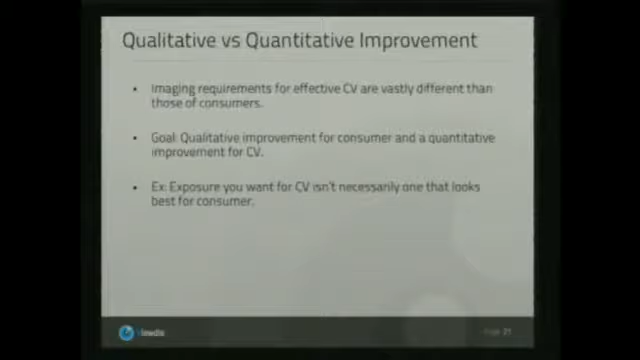 Qualitative vs Quantitative Improvement
• Imaging requirements for effective CV are vastly different than
those of consumers.
• Goal: Qualitative improvement for consumer and a quantitative
improvement for CV.
• Ex: Exposure you want for CV isn't necessarily one that looks
best for consumer.
Page 21